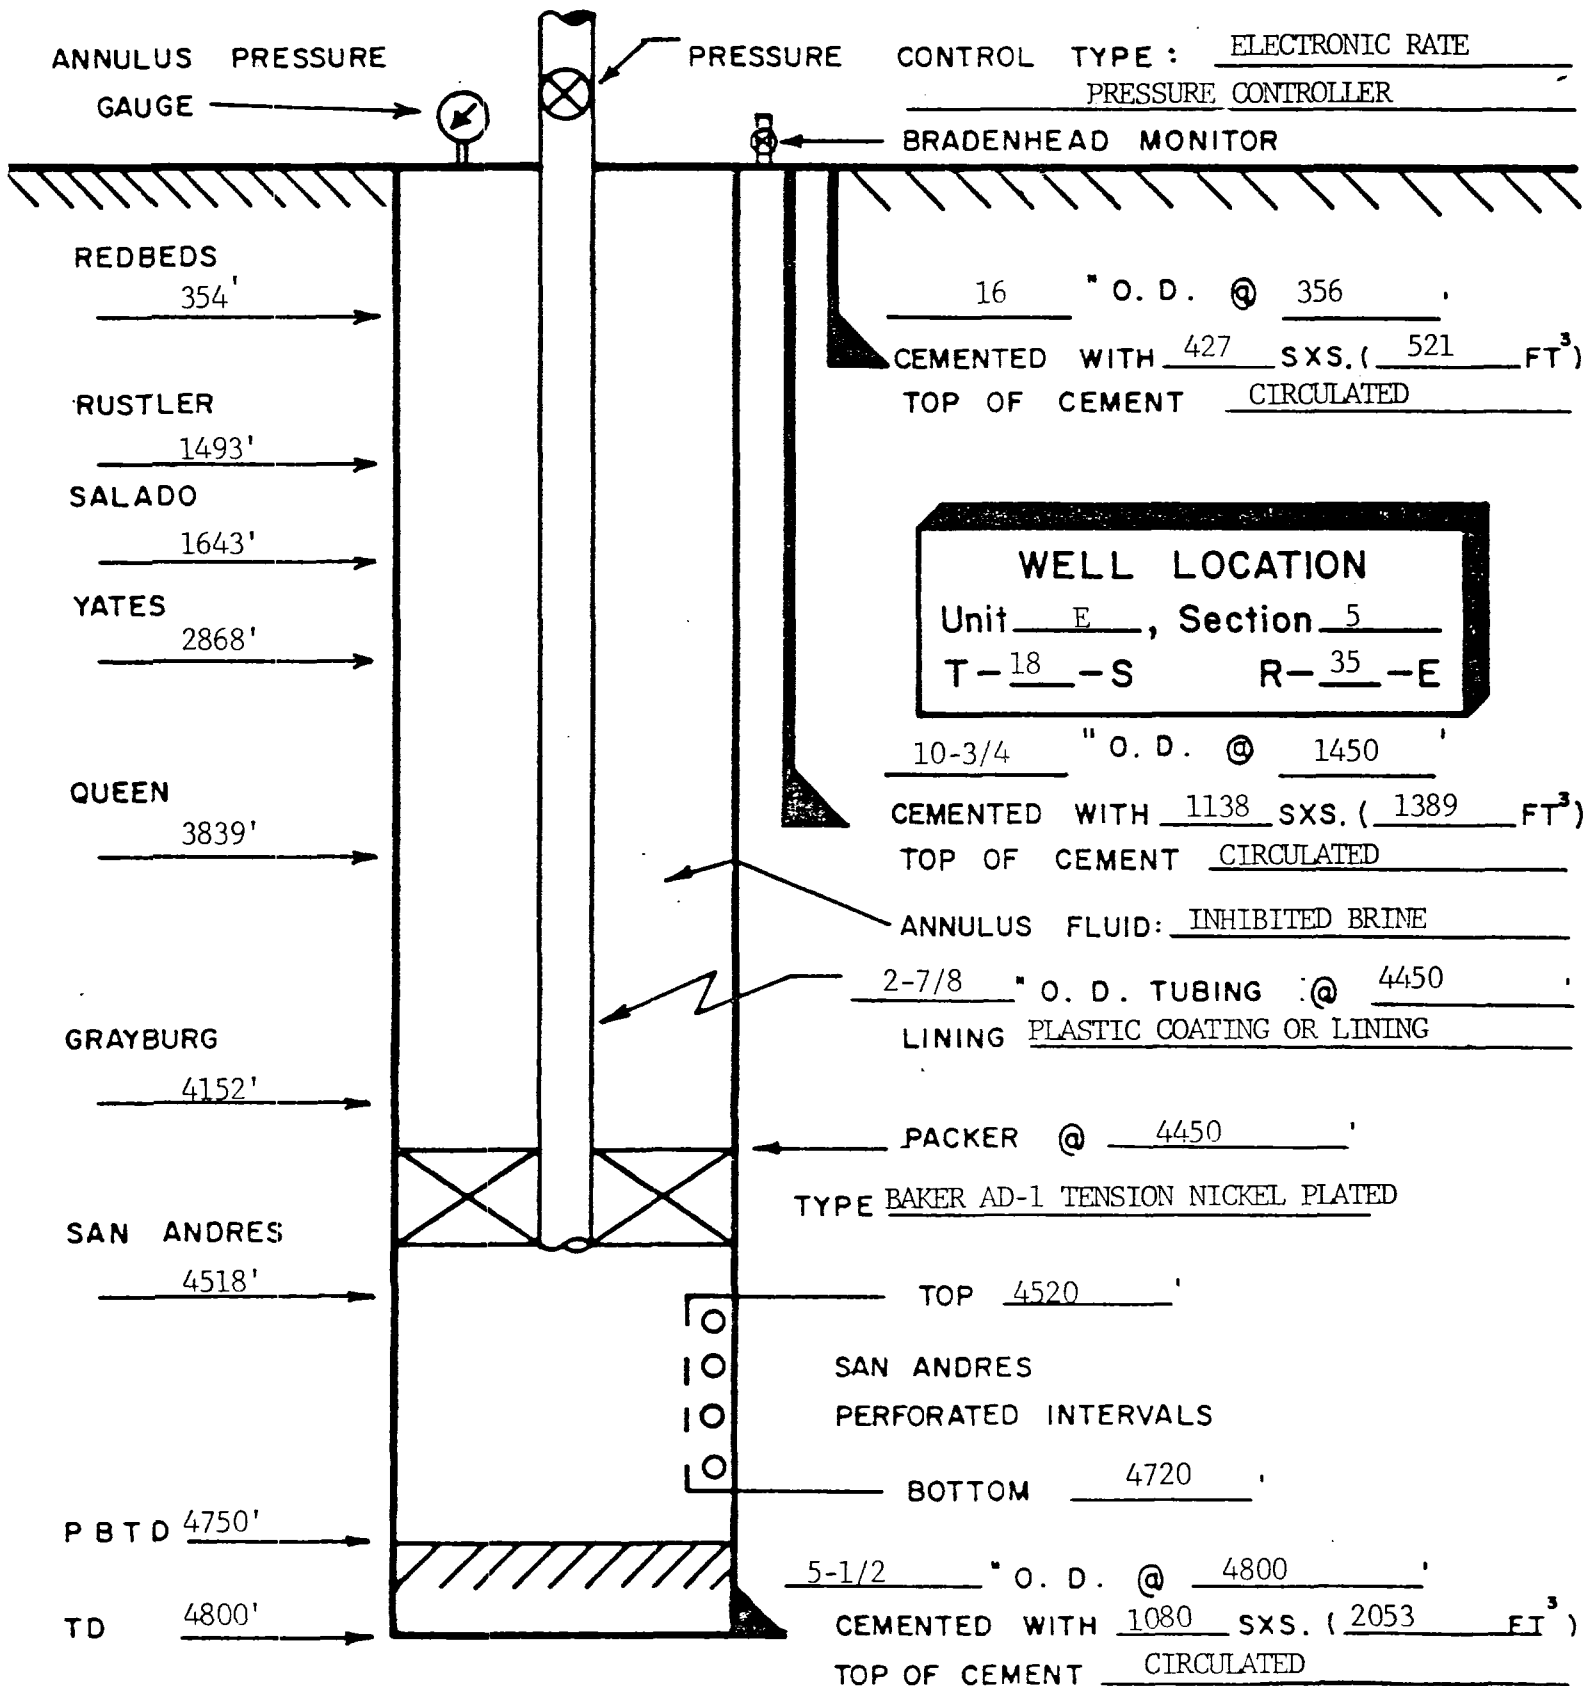 ANNULUS PRESSURE
GAUGE
PRESSURE CONTROL TYPE: ELECTRONIC RATE
PRESSURE CONTROLLER
BRADENHEAD MONITOR
REDBEDS
354'
16 " O.D. @ 356 '
CEMENTED WITH 427 SXS. (521 FT³)
TOP OF CEMENT CIRCULATED
RUSTLER
1493'
SALADO
1643'
YATES
2868'
WELL LOCATION
Unit E, Section 5
T-18-S R-35-E
10-3/4 " O.D. @ 1450 '
CEMENTED WITH 1138 SXS. (1389 FT³)
TOP OF CEMENT CIRCULATED
QUEEN
3839'
ANNULUS FLUID: INHIBITED BRINE
2-7/8 " O. D. TUBING @ 4450 '
LINING PLASTIC COATING OR LINING
GRAYBURG
4152'
PACKER @ 4450 '
TYPE BAKER AD-1 TENSION NICKEL PLATED
SAN ANDRES
4518'
TOP 4520 '
SAN ANDRES
PERFORATED INTERVALS
BOTTOM 4720 '
PBTD 4750'
5-1/2 " O. D. @ 4800 '
TD 4800'
CEMENTED WITH 1080 SXS. (2053 FT³)
TOP OF CEMENT CIRCULATED